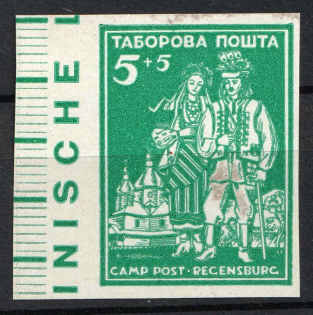 INISCHE L
ТАБОРОВА ПОШТА
5+5
CAMP POST · REGENSBURG